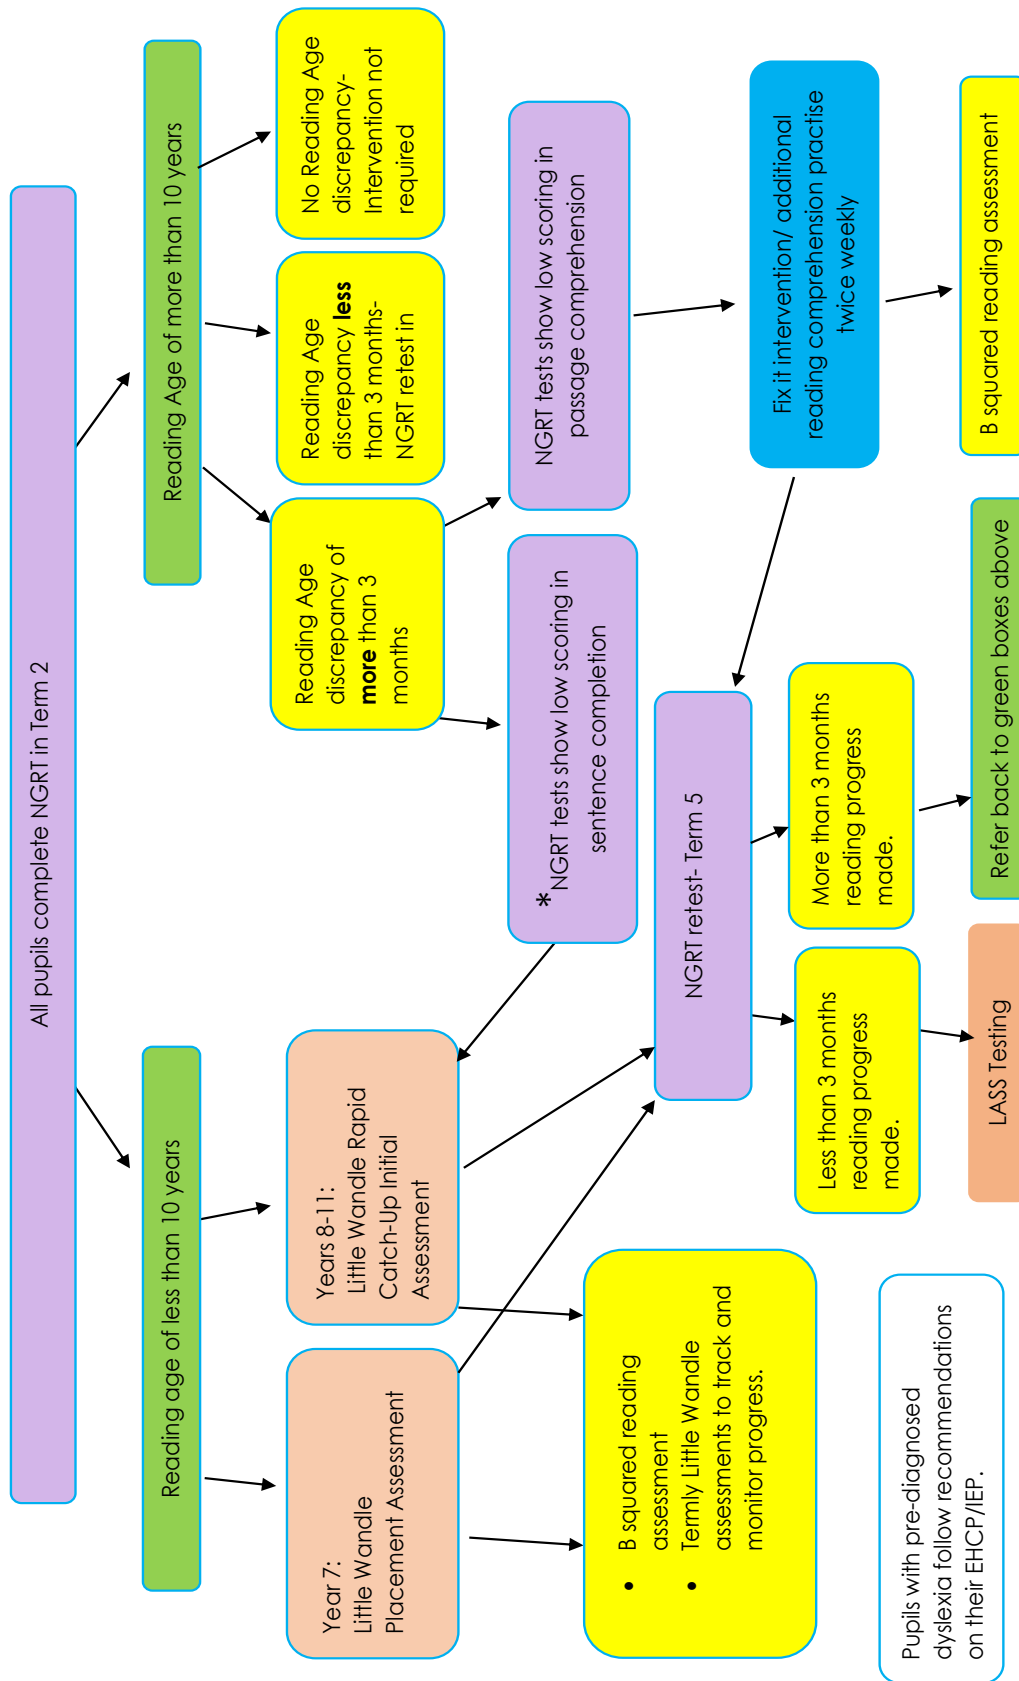 All pupils complete NGRT in Term 2
Reading age of less than 10 years
Reading Age of more than 10 years
Year 7:
Little Wandle
Placement Assessment
Years 8-11:
Little Wandle Rapid
Catch-Up Initial
Assessment
Reading Age
discrepancy of
more than 3
months
Reading Age
discrepancy less
than 3 months-
NGRT retest in
No Reading Age
discrepancy-
Intervention not
required
*NGRT tests show low scoring in
sentence completion
NGRT tests show low scoring in
passage comprehension
• B squared reading
assessment
• Termly Little Wandle
assessments to track and
monitor progress.
NGRT retest- Term 5
Fix it intervention/ additional
reading comprehension practise
twice weekly
Less than 3 months
reading progress
made.
More than 3 months
reading progress
made.
B squared reading assessment
Pupils with pre-diagnosed
dyslexia follow recommendations
on their EHCP/IEP.
LASS Testing
Refer back to green boxes above